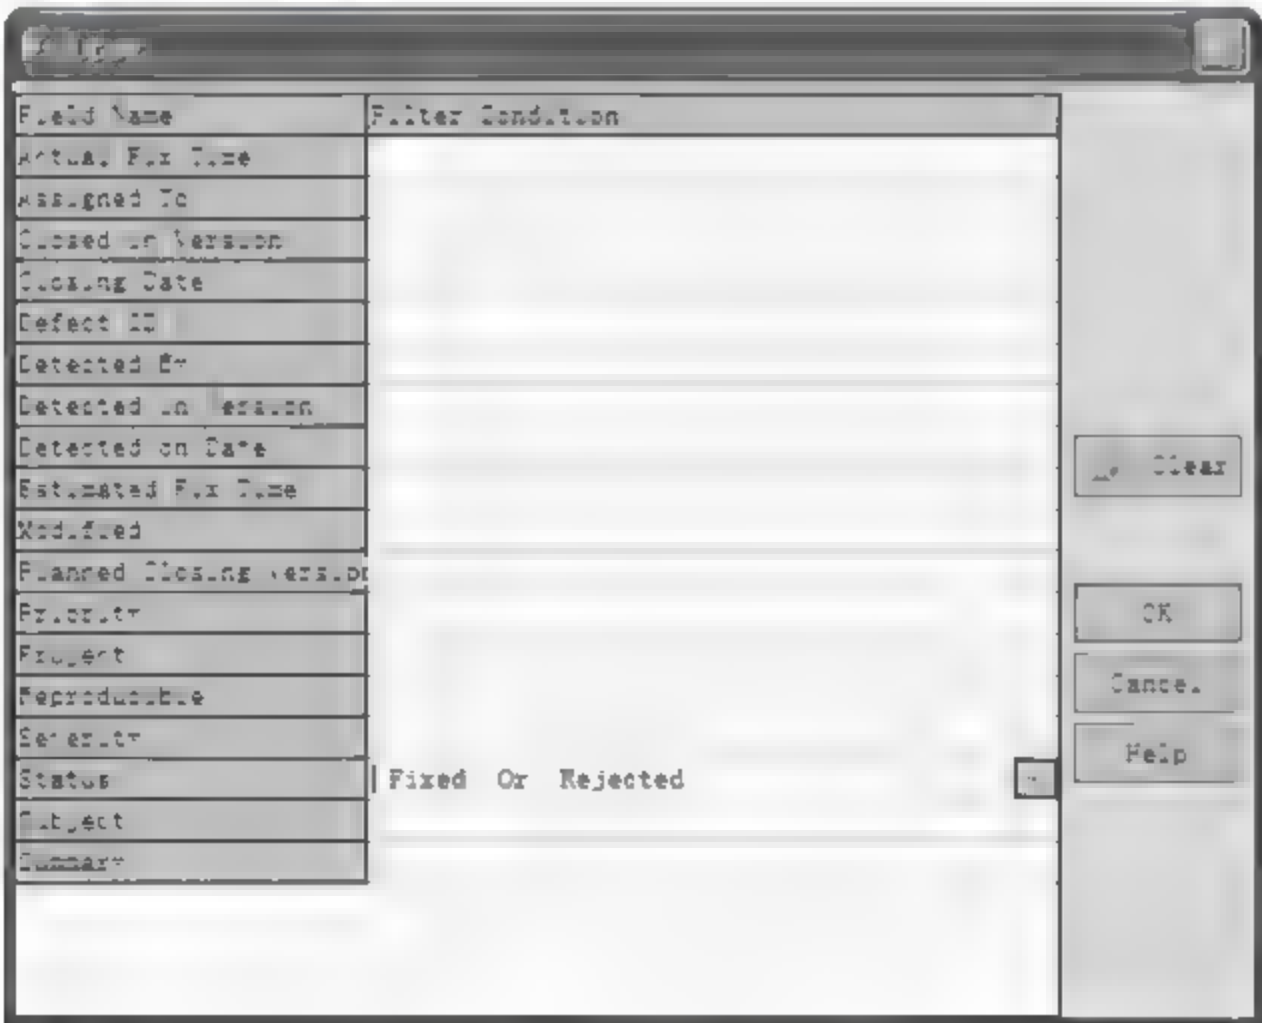 Field Name Filter Condition
Actual Fix Time
Assigned To
Closed in Version
Closing Date
Defect ID
Detected By
Detected in Version
Detected on Date
Estimated Fix Time
Modified
Planned Closing Version
Priority
Project
Reproducible
Severity
Status Fixed Or Rejected
Subject
Summary
Clear
OK
Cancel
Help